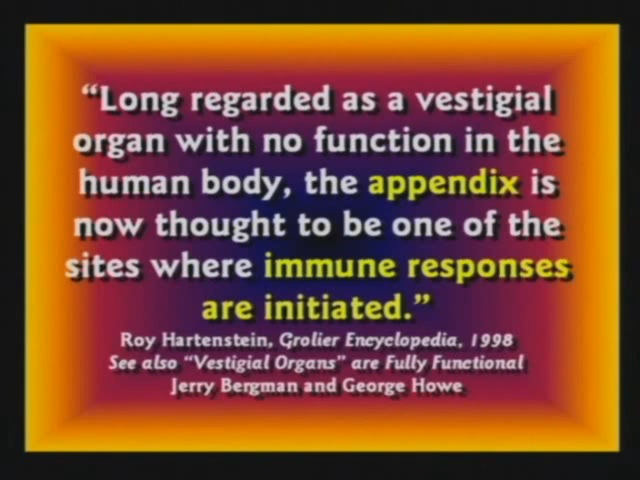 “Long regarded as a vestigial
organ with no function in the
human body, the appendix is
now thought to be one of the
sites where immune responses
are initiated.”
Roy Hartenstein, Grolier Encyclopedia, 1998
See also “Vestigial Organs” are Fully Functional
Jerry Bergman and George Howe